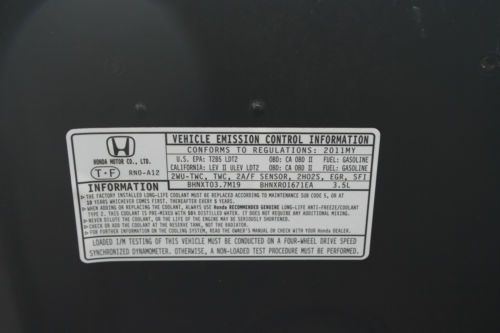 HONDA MOTOR CO., LTD.
T・F RNO-A12
VEHICLE EMISSION CONTROL INFORMATION
CONFORMS TO REGULATIONS: 2011MY
U.S. EPA: T2B5 LDT2 OBD: CA OBD II FUEL: GASOLINE
CALIFORNIA: LEV II ULEV LDT2 OBD: CA OBD II FUEL: GASOLINE
2WU-TWC, TWC, 2A/F SENSOR, 2HO2S, EGR, SFI
INFORMATION BHNXT03.7M19 BHNXR0167IEA 3.5L
▶THE FACTORY INSTALLED LONG-LIFE COOLANT MUST BE REPLACED ACCORDING TO MAINTENANCE SUB CODE 5, OR AT
10 YEARS WHICHEVER COMES FIRST, THEREAFTER EVERY 5 YEARS.
▶WHEN ADDING OR REPLACING THE COOLANT, ALWAYS USE Honda RECOMMENDED GENUINE LONG-LIFE ANTI-FREEZE/COOLANT
TYPE 2. THIS COOLANT IS PRE-MIXED WITH 50% DISTILLED WATER. IT DOES NOT REQUIRE ANY ADDITIONAL MIXING.
▶NEVER DILUTE THE COOLANT, OR THE LIFE OF THE ENGINE MAY BE SERIOUSLY SHORTENED.
▶CHECK OR ADD THE COOLANT AT THE RESERVE TANK, NOT THE RADIATOR.
▶FOR FURTHER INFORMATION ON THE COOLING SYSTEM, READ THE OWNER'S MANUAL OR CONTACT YOUR Honda DEALER.
LOADED I/M TESTING OF THIS VEHICLE MUST BE CONDUCTED ON A FOUR-WHEEL DRIVE SPEED
SYNCHRONIZED DYNAMOMETER. OTHERWISE, A NON-LOADED TEST PROCEDURE MUST BE PERFORMED.